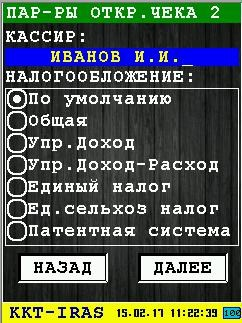 ПАР-РЫ ОТКР.ЧЕКА 2
КАССИР:
ИВАНОВ И.И._
НАЛОГООБЛОЖЕНИЕ:
По умолчанию
Общая
Упр.Доход
Упр.Доход-Расход
Единый налог
Ед.сельхоз налог
Патентная система
НАЗАД ДАЛЕЕ
KKT-IRAS 15.02.17 11:22:39 100